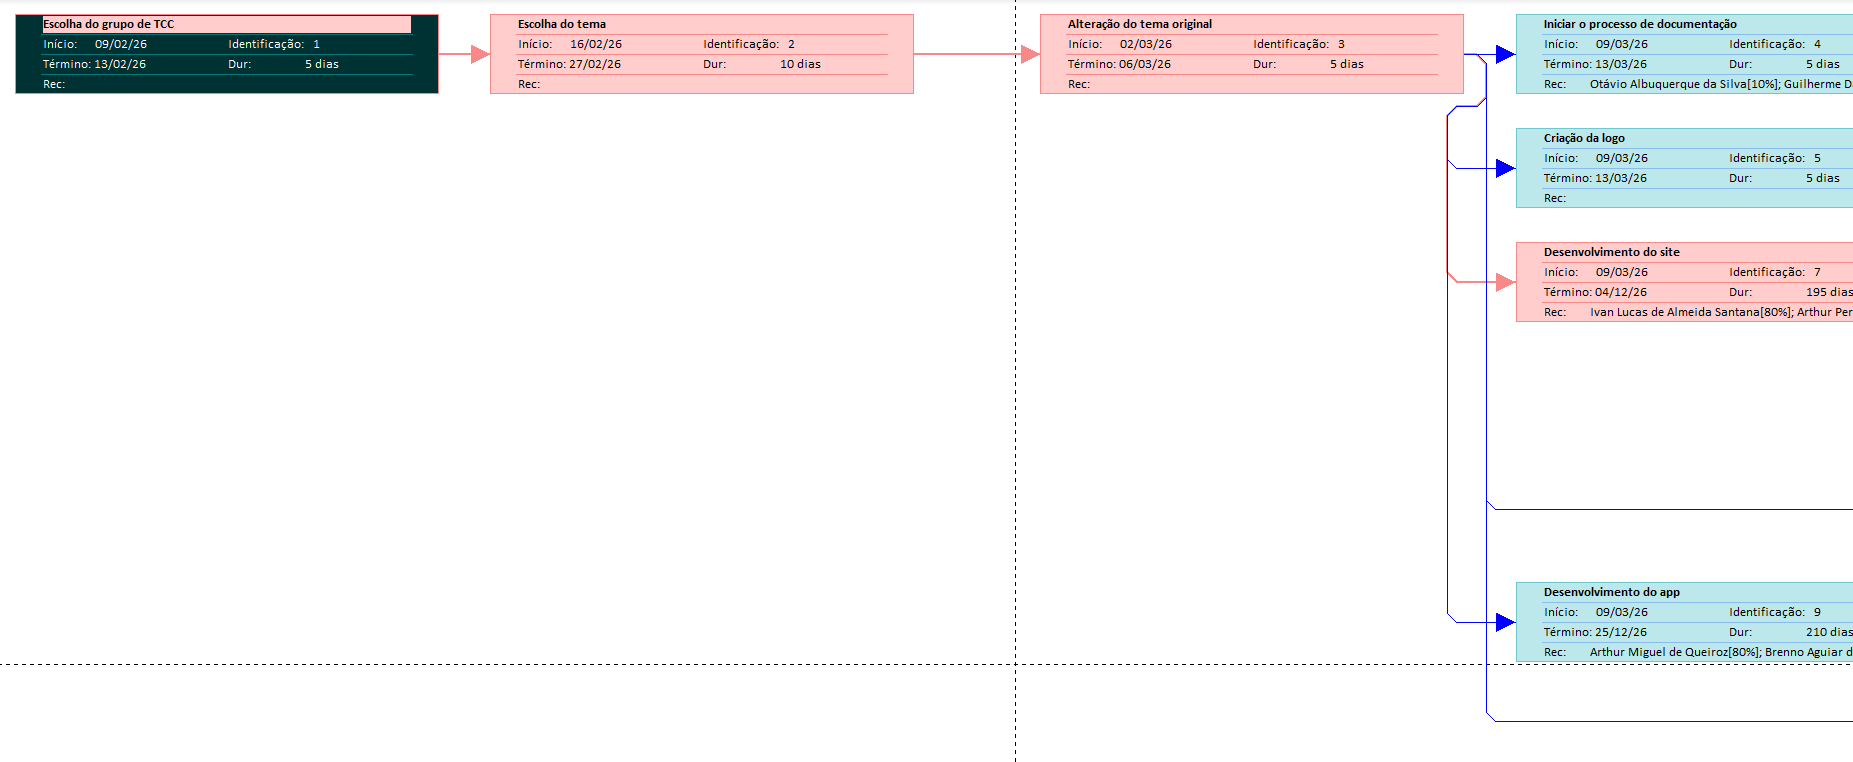 Escolha do grupo de TCC
Início: 09/02/26 Identificação: 1
Término: 13/02/26 Dur: 5 dias
Rec:
Escolha do tema
Início: 16/02/26 Identificação: 2
Término: 27/02/26 Dur: 10 dias
Rec:
Alteração do tema original
Início: 02/03/26 Identificação: 3
Término: 06/03/26 Dur: 5 dias
Rec:
Iniciar o processo de documentação
Início: 09/03/26 Identificação: 4
Término: 13/03/26 Dur: 5 dias
Rec: Otávio Albuquerque da Silva[10%]; Guilherme D
Criação da logo
Início: 09/03/26 Identificação: 5
Término: 13/03/26 Dur: 5 dias
Rec:
Desenvolvimento do site
Início: 09/03/26 Identificação: 7
Término: 04/12/26 Dur: 195 dias
Rec: Ivan Lucas de Almeida Santana[80%]; Arthur Per
Desenvolvimento do app
Início: 09/03/26 Identificação: 9
Término: 25/12/26 Dur: 210 dias
Rec: Arthur Miguel de Queiroz[80%]; Brenno Aguiar d